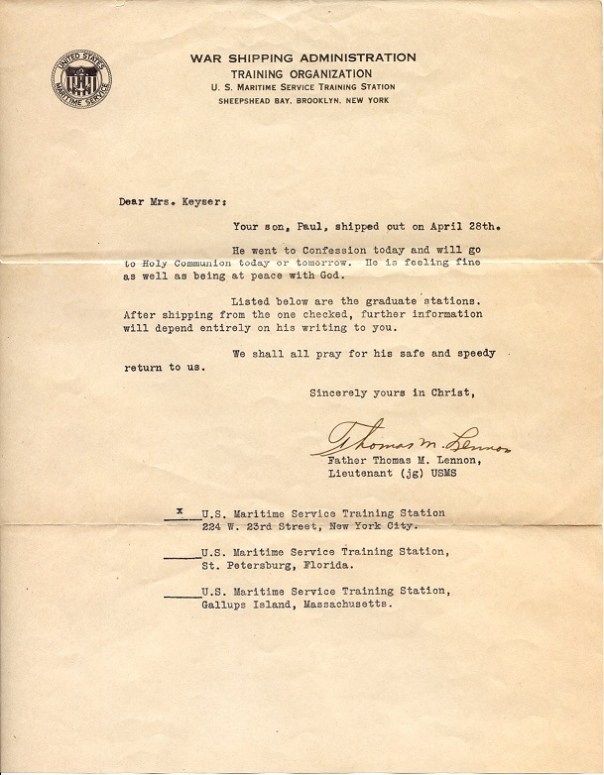 UNITED STATES
MARITIME SERVICE
WAR SHIPPING ADMINISTRATION
TRAINING ORGANIZATION
U. S. MARITIME SERVICE TRAINING STATION
SHEEPSHEAD BAY, BROOKLYN, NEW YORK
Dear Mrs. Keyser:
Your son, Paul, shipped out on April 28th.
He went to Confession today and will go
to Holy Communion today or tomorrow. He is feeling fine
as well as being at peace with God.
Listed below are the graduate stations.
After shipping from the one checked, further information
will depend entirely on his writing to you.
We shall all pray for his safe and speedy
return to us.
Sincerely yours in Christ,
Thomas M. Lennon
Father Thomas M. Lennon,
Lieutenant (jg) USMS
x U.S. Maritime Service Training Station
224 W. 23rd Street, New York City.
U.S. Maritime Service Training Station,
St. Petersburg, Florida.
U.S. Maritime Service Training Station,
Gallups Island, Massachusetts.